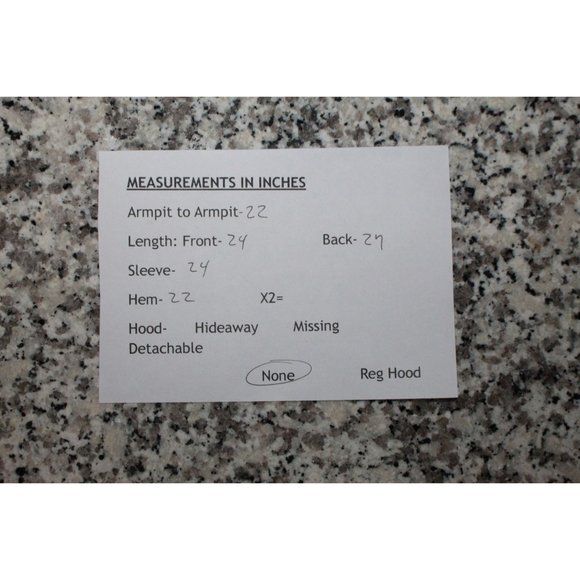 MEASUREMENTS IN INCHES
Armpit to Armpit- 22
Length: Front- 24 Back- 27
Sleeve- 24
Hem- 22 X2=
Hood- Hideaway Missing
Detachable
None Reg Hood